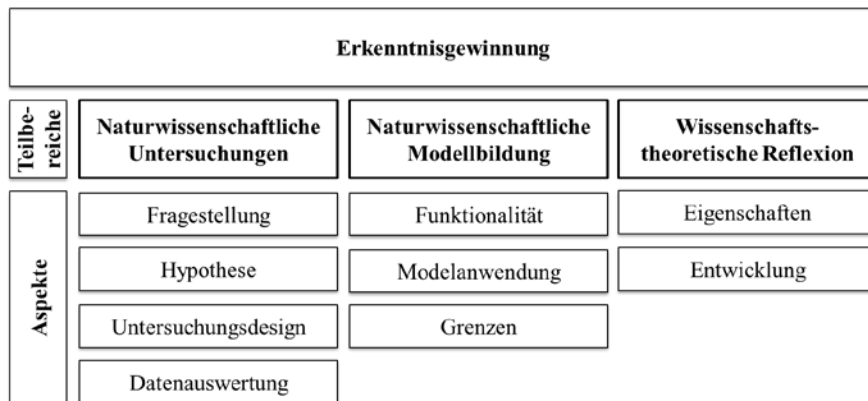 Erkenntnisgewinnung
Teilbe-
reiche
Naturwissenschaftliche
Untersuchungen
Naturwissenschaftliche
Modellbildung
Wissenschafts-
theoretische Reflexion
Aspekte
Fragestellung
Funktionalität
Eigenschaften
Hypothese
Modelanwendung
Entwicklung
Untersuchungsdesign
Grenzen
Datenauswertung